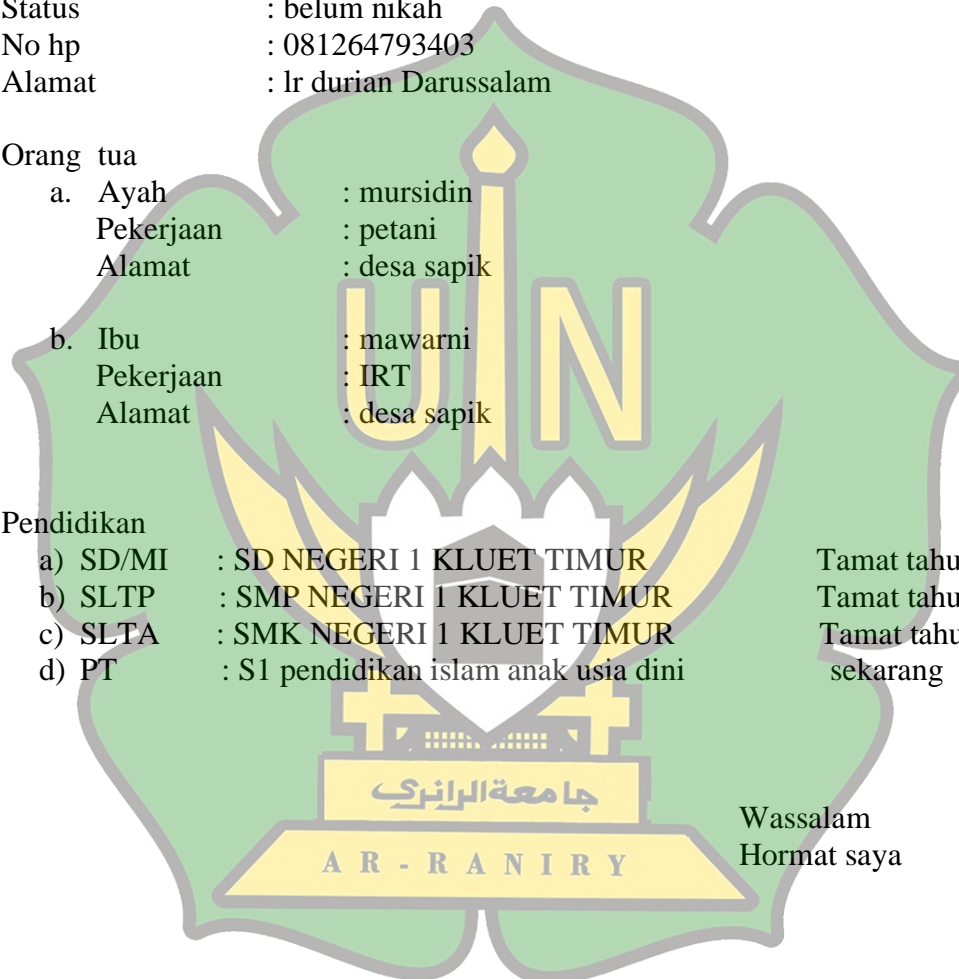 Status : belum nikah
No hp : 081264793403
Alamat : lr durian Darussalam
Orang tua
a. Ayah : mursidin
Pekerjaan : petani
Alamat : desa sapik
b. Ibu : mawarni
Pekerjaan : IRT
Alamat : desa sapik
Pendidikan
a) SD/MI : SD NEGERI 1 KLUET TIMUR Tamat tahu
b) SLTP : SMP NEGERI 1 KLUET TIMUR Tamat tahu
c) SLTA : SMK NEGERI 1 KLUET TIMUR Tamat tahu
d) PT : S1 pendidikan islam anak usia dini sekarang
Wassalam
Hormat saya
UIN
جامعة الرانري
AR-RANIRY